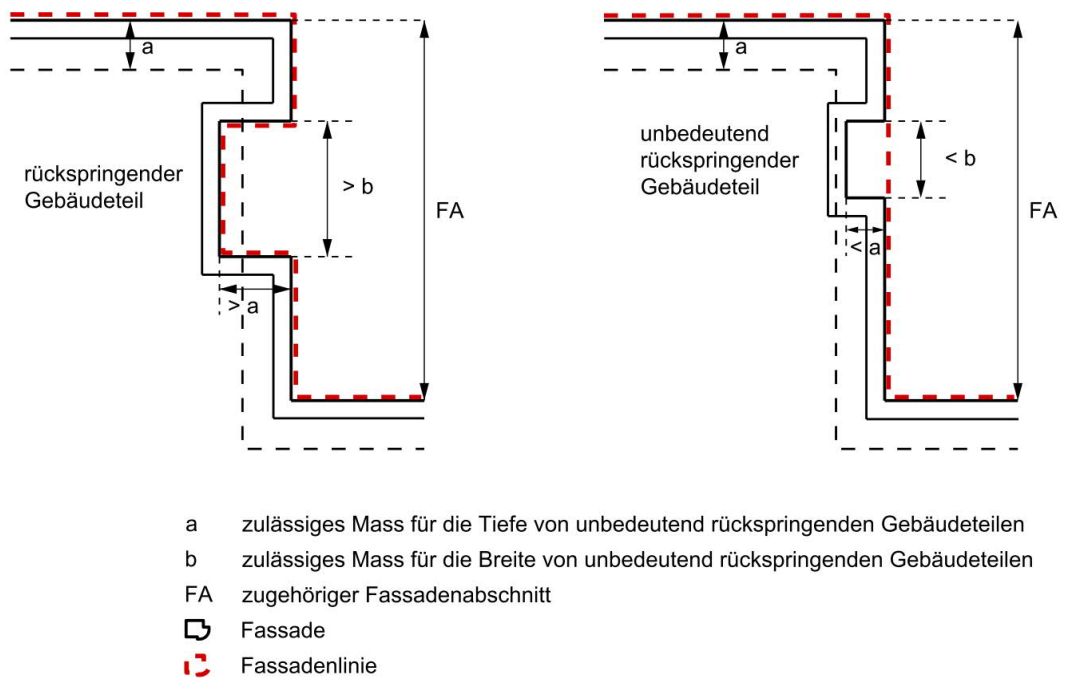 a
rückspringender
Gebäudeteil
> b
FA
> a
a
unbedeutend
rückspringender
Gebäudeteil
< b
FA
< a
a zulässiges Mass für die Tiefe von unbedeutend rückspringenden Gebäudeteilen
b zulässiges Mass für die Breite von unbedeutend rückspringenden Gebäudeteilen
FA zugehöriger Fassadenabschnitt
Fassade
Fassadenlinie